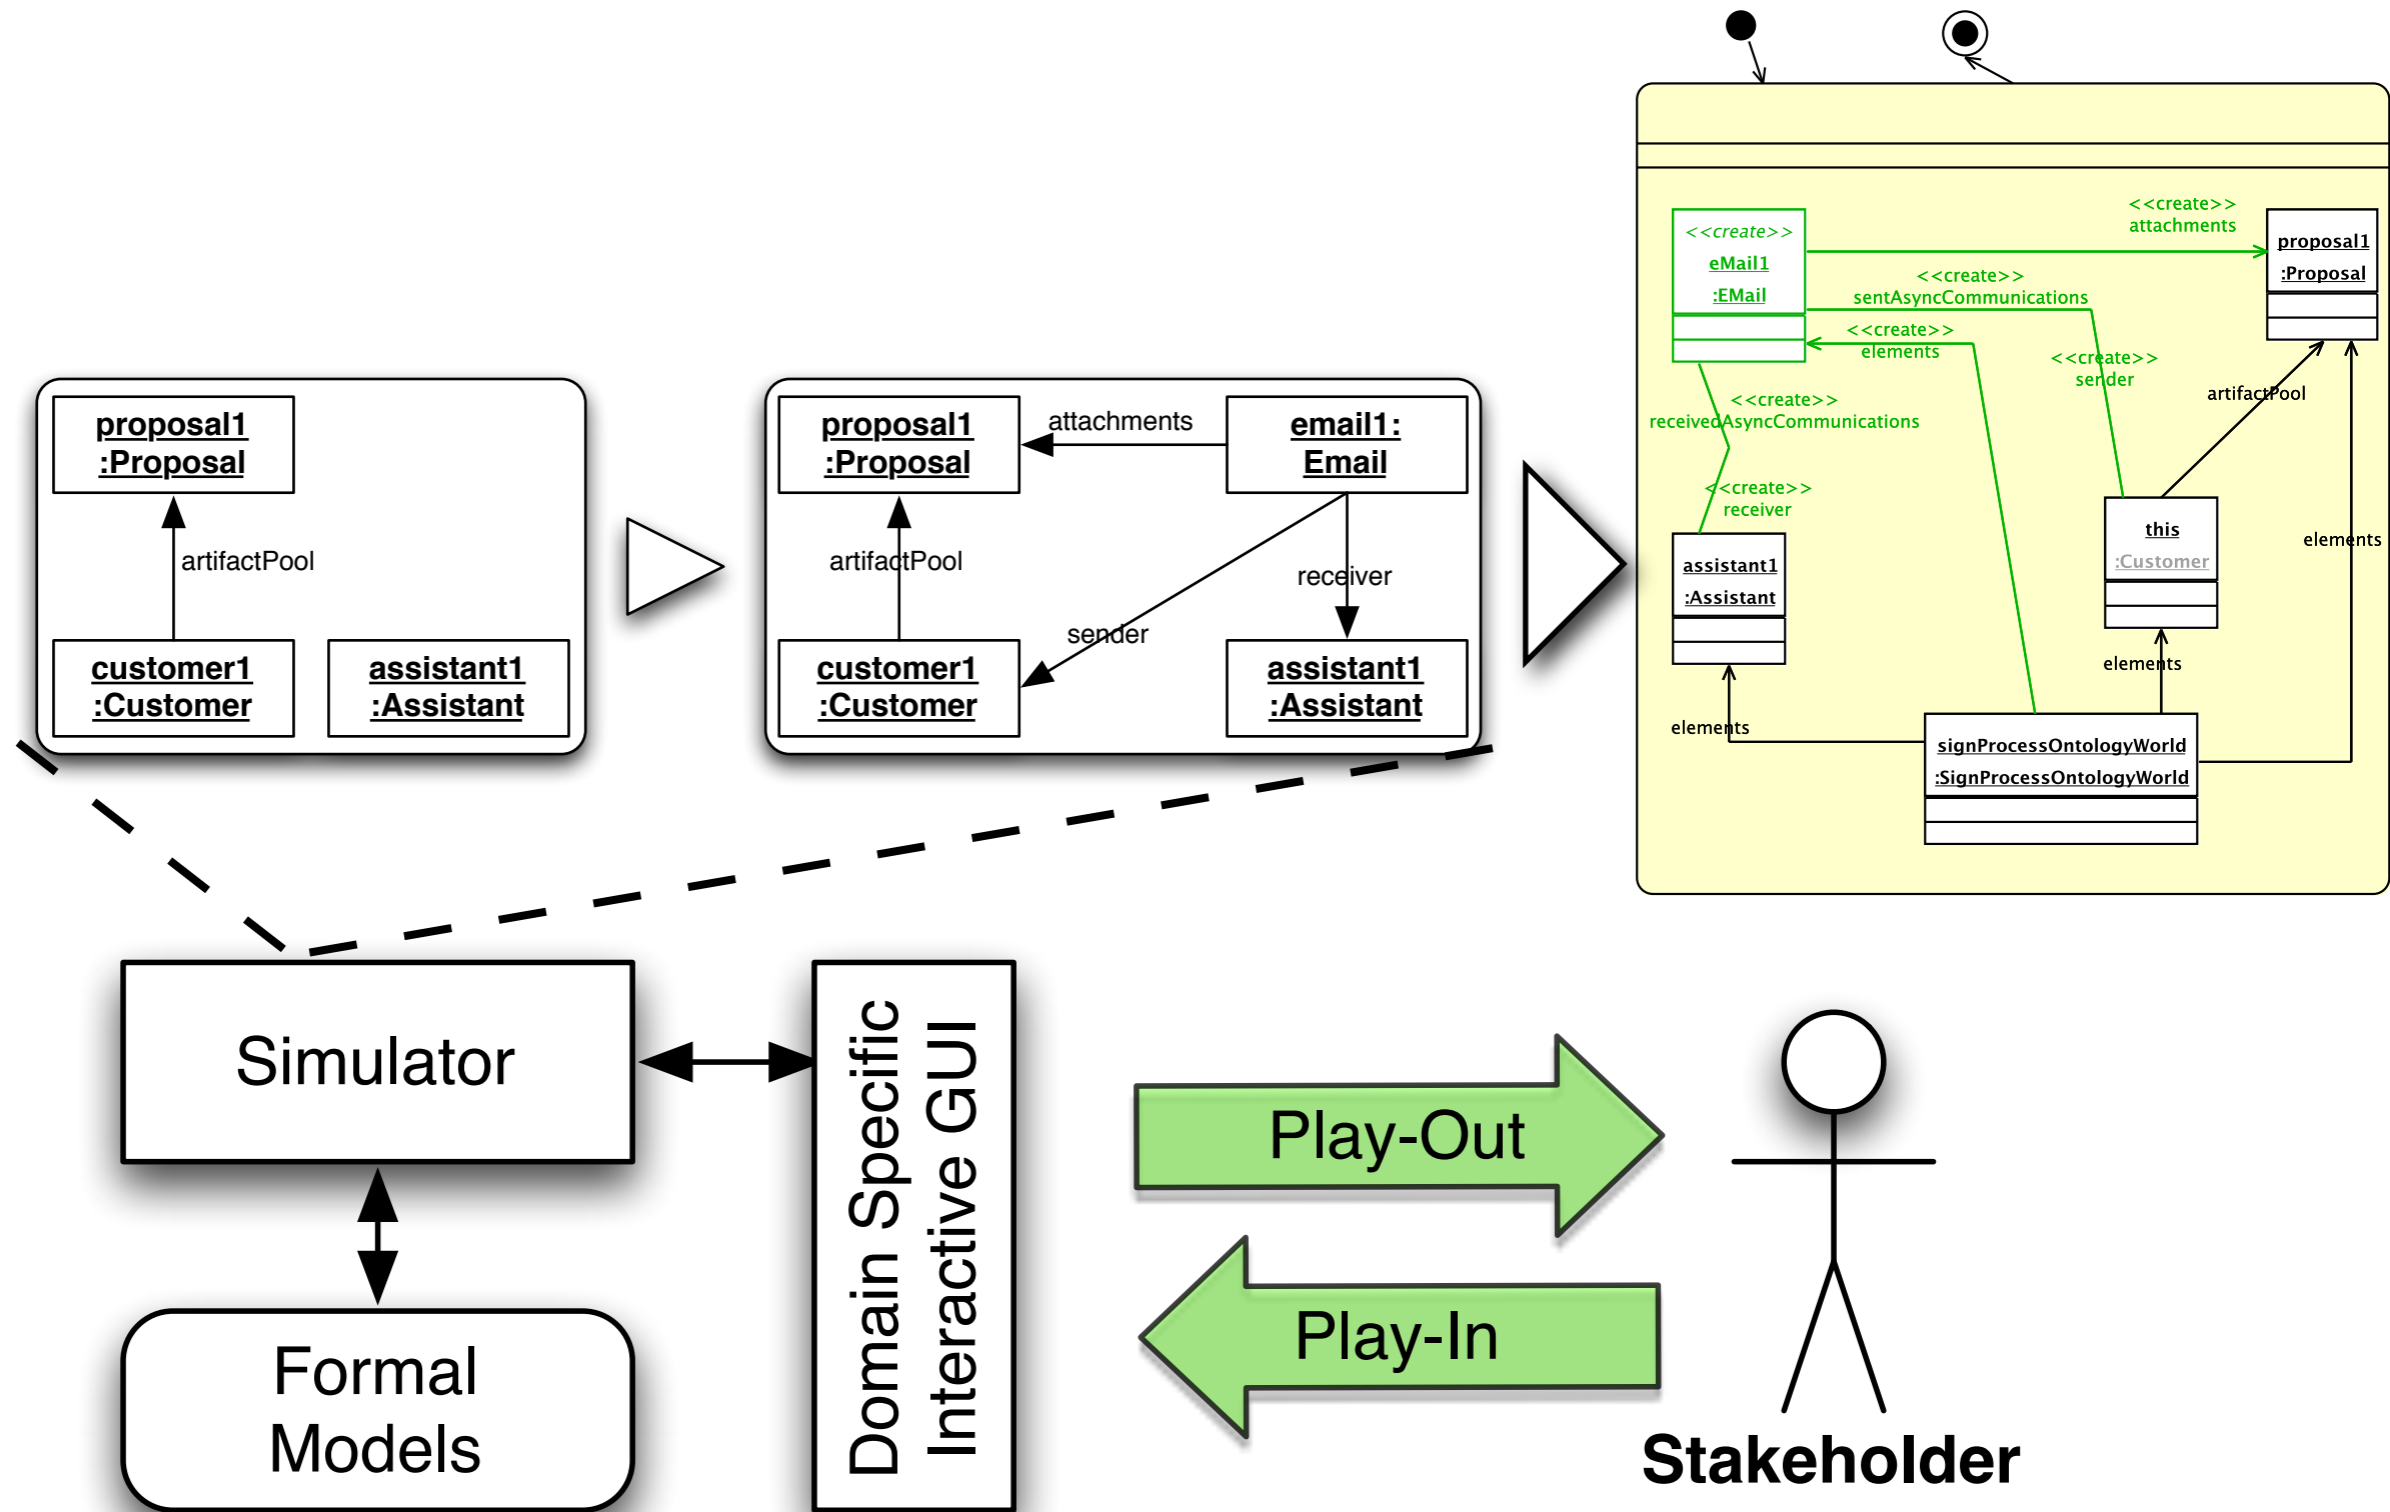 proposal1
:Proposal
artifactPool
customer1
:Customer
assistant1
:Assistant
proposal1
:Proposal
attachments
email1:
Email
artifactPool
receiver
sender
customer1
:Customer
assistant1
:Assistant
<<create>>
eMail1
:EMail
<<create>>
attachments
proposal1
:Proposal
<<create>>
sentAsyncCommunications
<<create>>
elements
<<create>>
sender
artifactPool
<<create>>
receivedAsyncCommunications
<<create>>
receiver
assistant1
:Assistant
this
:Customer
elements
elements
elements
signProcessOntologyWorld
:SignProcessOntologyWorld
Simulator
Formal
Models
Domain Specific
Interactive GUI
Play-Out
Play-In
Stakeholder